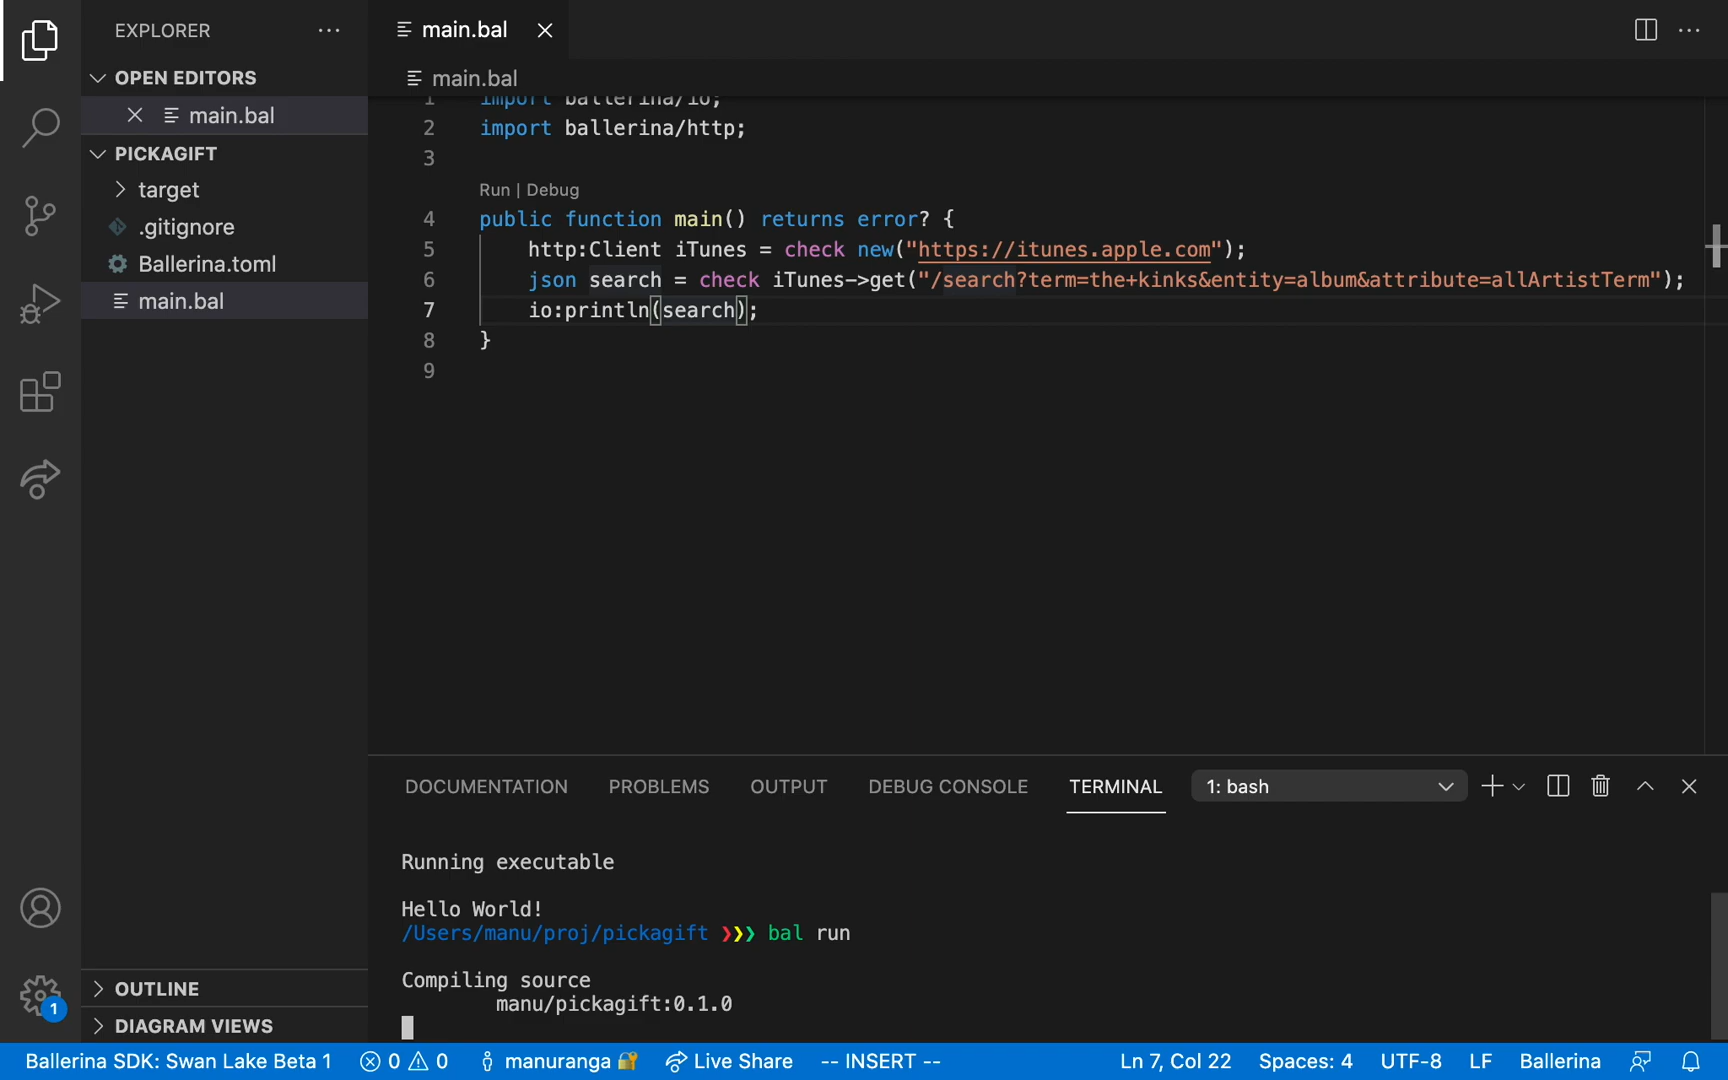 EXPLORER
OPEN EDITORS
main.bal
PICKAGIFT
target
.gitignore
Ballerina.toml
main.bal
OUTLINE
DIAGRAM VIEWS
main.bal
main.bal
1 import ballerina/io;
2 import ballerina/http;
3
Run | Debug
4 public function main() returns error? {
5 http:Client iTunes = check new("https://itunes.apple.com");
6 json search = check iTunes->get("/search?term=the+kinks&entity=album&attribute=allArtistTerm");
7 io:println(search);
8 }
9
DOCUMENTATION PROBLEMS OUTPUT DEBUG CONSOLE TERMINAL 1: bash
Running executable
Hello World!
/Users/manu/proj/pickagift ❯❯❯ bal run
Compiling source
manu/pickagift:0.1.0
1
Ballerina SDK: Swan Lake Beta 1 0 0 manuranga 🔐 Live Share -- INSERT -- Ln 7, Col 22 Spaces: 4 UTF-8 LF Ballerina